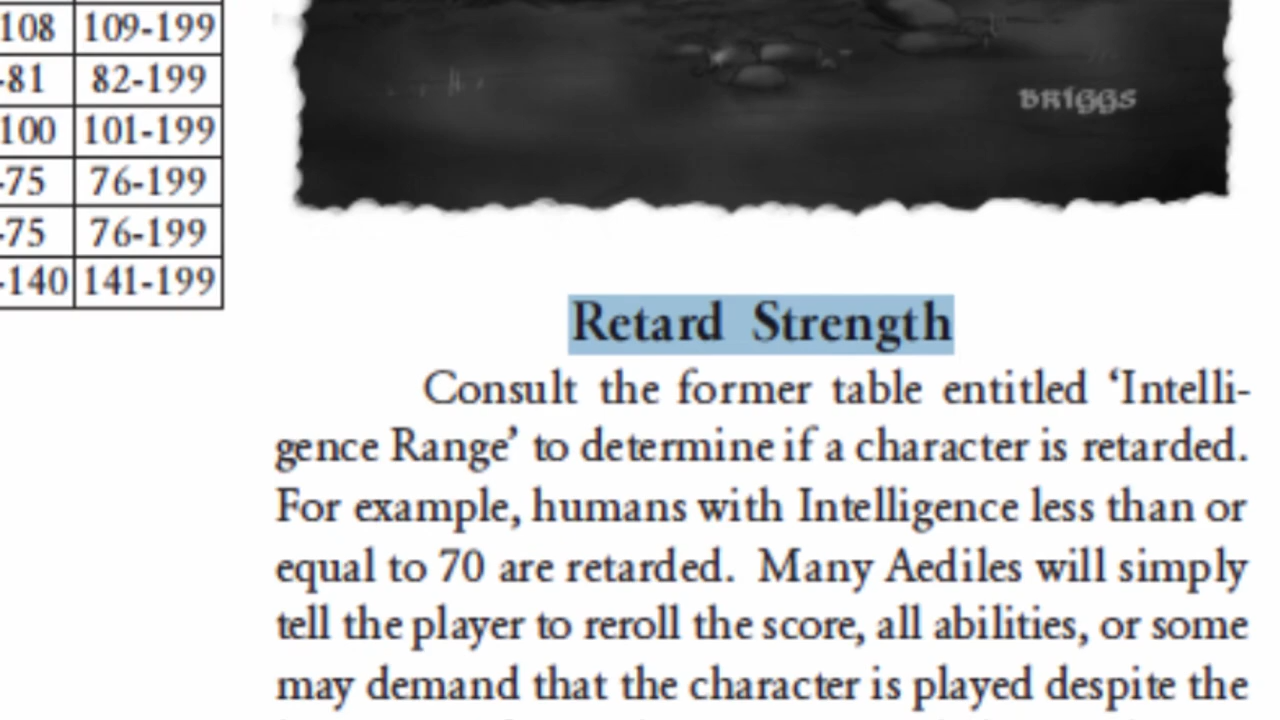 108 109-199
-81 82-199
100 101-199
-75 76-199
-75 76-199
-140 141-199
BRIGGS
Retard Strength
Consult the former table entitled ‘Intelli-
gence Range’ to determine if a character is retarded.
For example, humans with Intelligence less than or
equal to 70 are retarded. Many Aediles will simply
tell the player to reroll the score, all abilities, or some
may demand that the character is played despite the